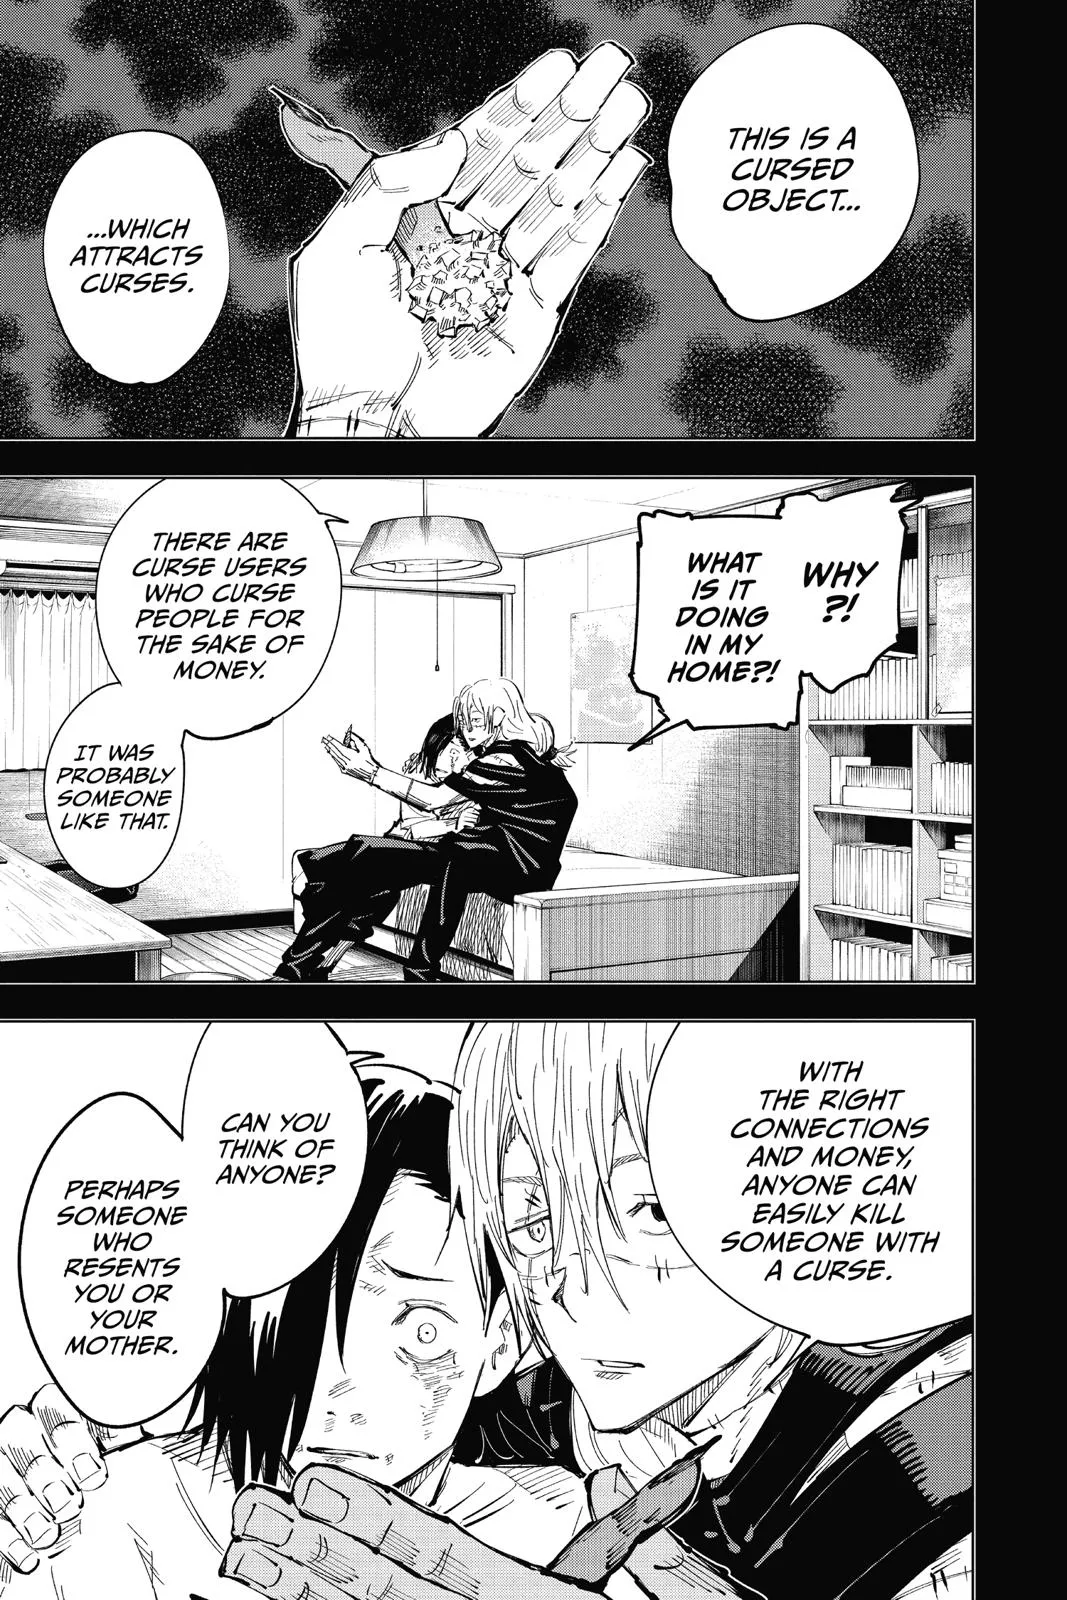 THIS IS A
CURSED
OBJECT...
...WHICH
ATTRACTS
CURSES.
WHY
?!
WHAT
IS IT
DOING
IN MY
HOME?!
THERE ARE
CURSE USERS
WHO CURSE
PEOPLE FOR
THE SAKE OF
MONEY.
IT WAS
PROBABLY
SOMEONE
LIKE THAT.
WITH
THE RIGHT
CONNECTIONS
AND MONEY,
ANYONE CAN
EASILY KILL
SOMEONE WITH
A CURSE.
CAN YOU
THINK OF
ANYONE?
PERHAPS
SOMEONE
WHO
RESENTS
YOU OR
YOUR
MOTHER.